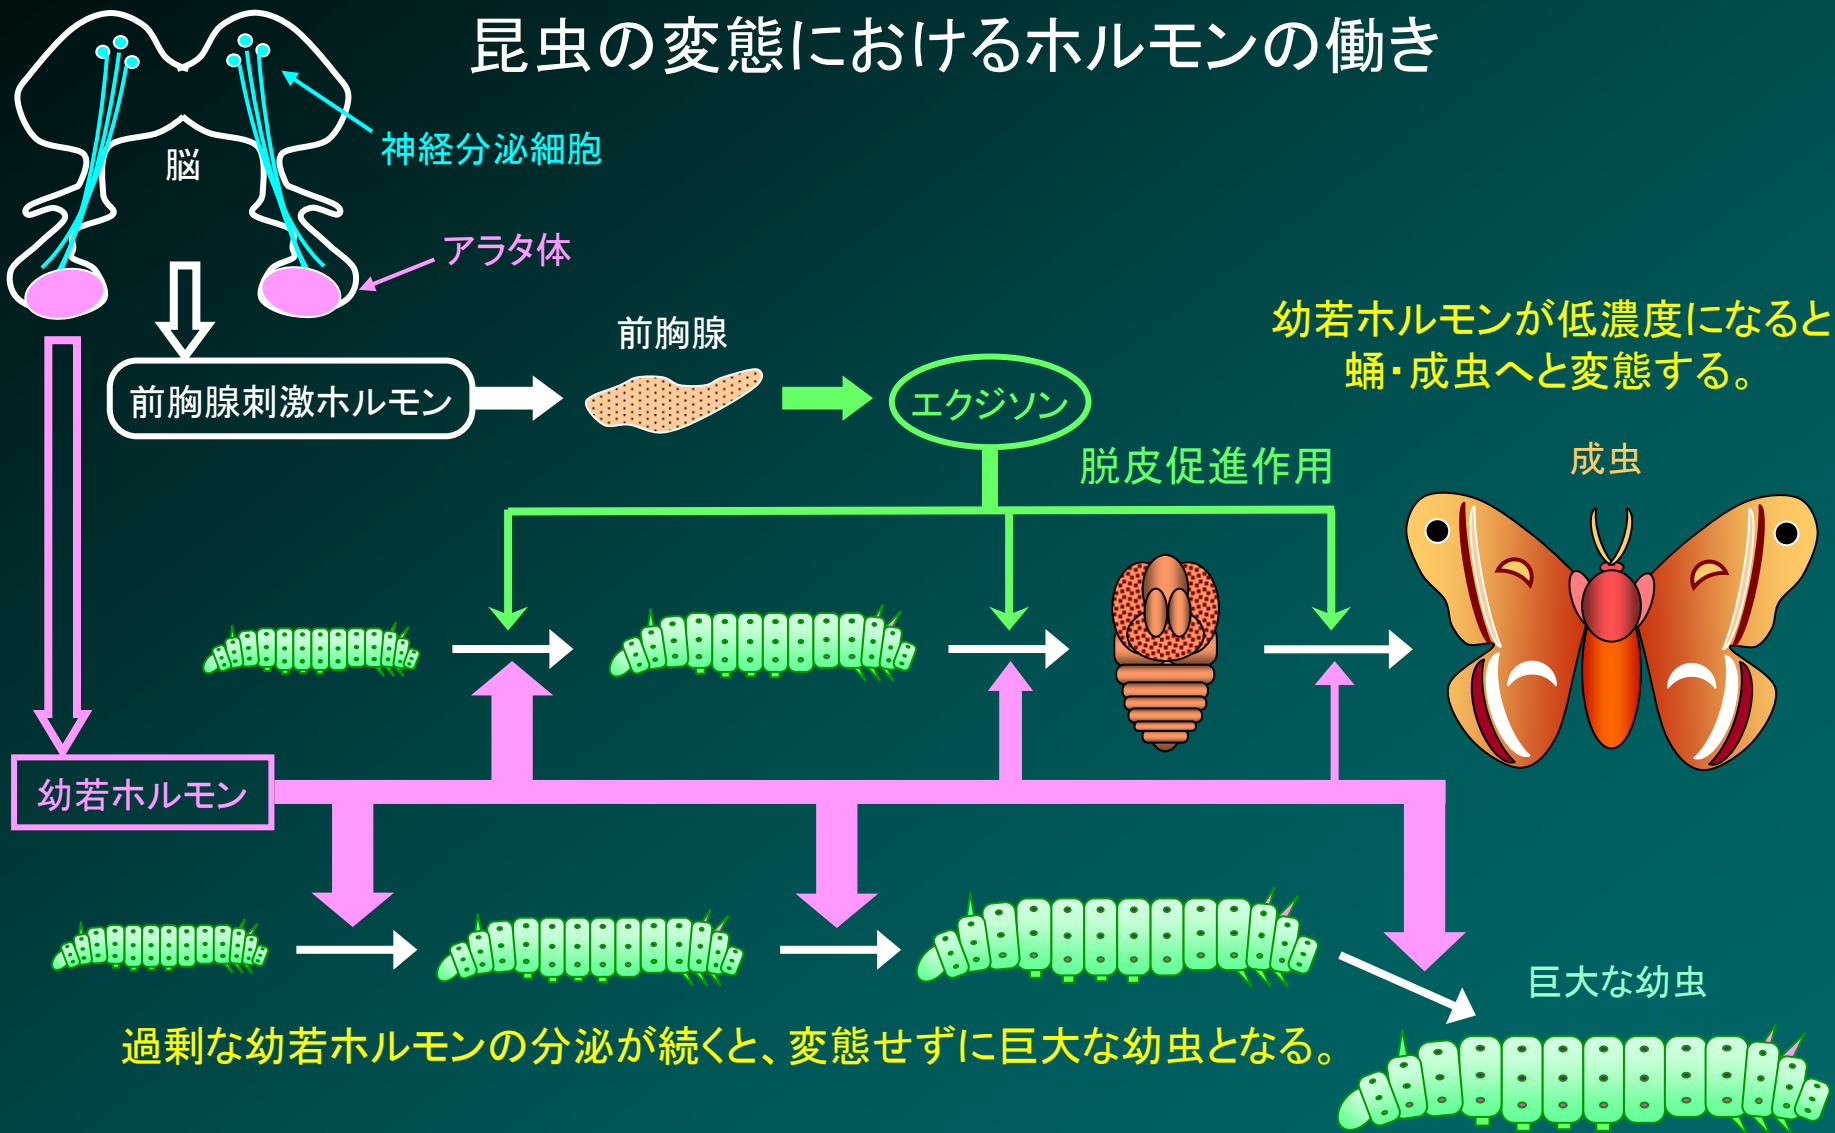 昆虫の変態におけるホルモンの働き
神経分泌細胞
脳
アラタ体
前胸腺
前胸腺刺激ホルモン
エクジソン
幼若ホルモンが低濃度になると
蛹・成虫へと変態する。
脱皮促進作用
成虫
幼若ホルモン
巨大な幼虫
過剰な幼若ホルモンの分泌が続くと、変態せずに巨大な幼虫となる。